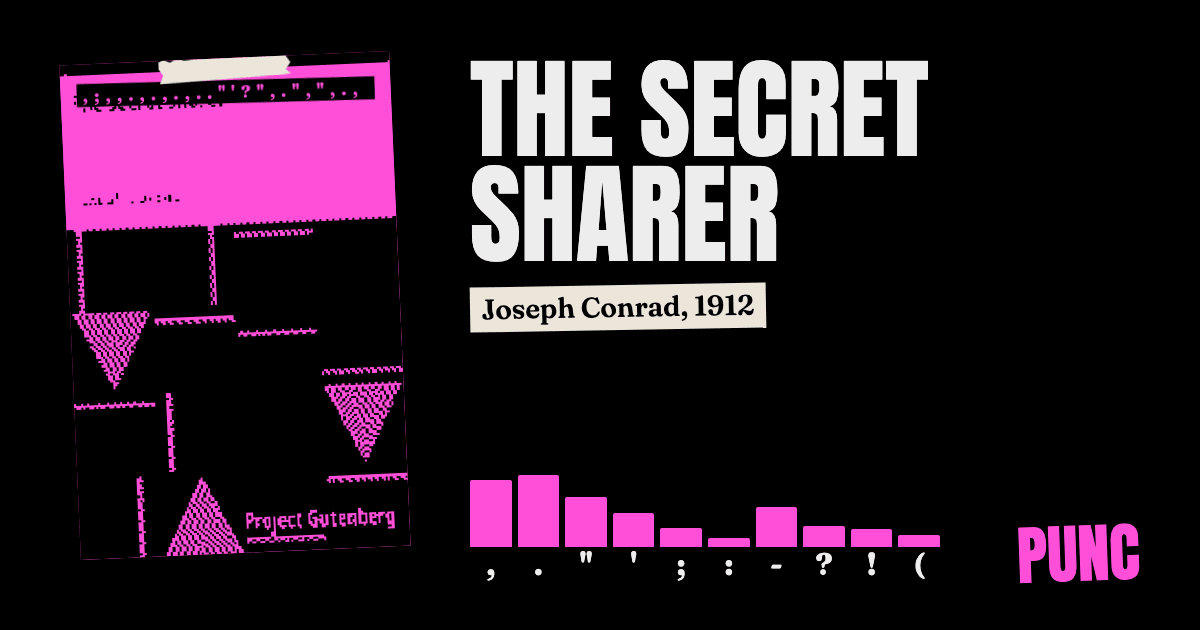 ,;,,.,.,.,.."'?",.",",.,
Project Gutenberg
THE SECRET
SHARER
Joseph Conrad, 1912
, . " ' ; : - ? ! (
PUNC